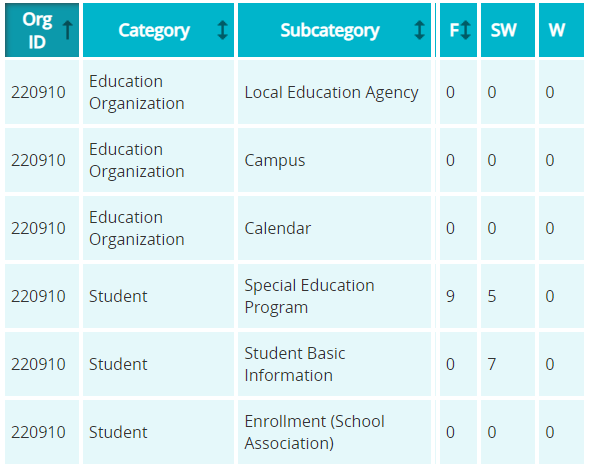 Org ID Category Subcategory F SW W
220910 Education Organization Local Education Agency 0 0 0
220910 Education Organization Campus 0 0 0
220910 Education Organization Calendar 0 0 0
220910 Student Special Education Program 9 5 0
220910 Student Student Basic Information 0 7 0
220910 Student Enrollment (School Association) 0 0 0